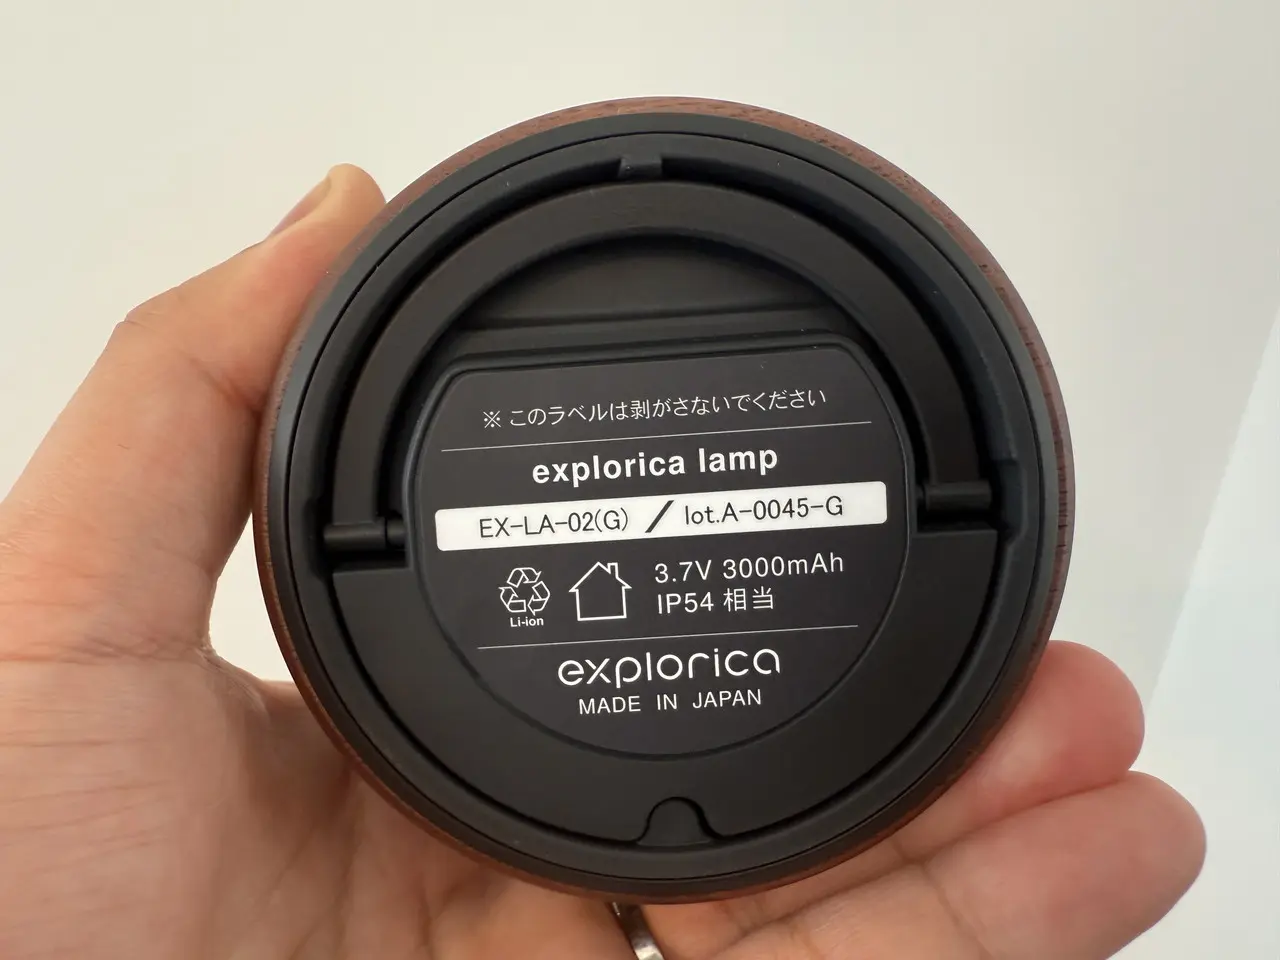 ※ このラベルは剥がさないでください
explorica lamp
EX-LA-02(G) / lot.A-0045-G
3.7V 3000mAh
IP54 相当
Li-ion
explorica
MADE IN JAPAN